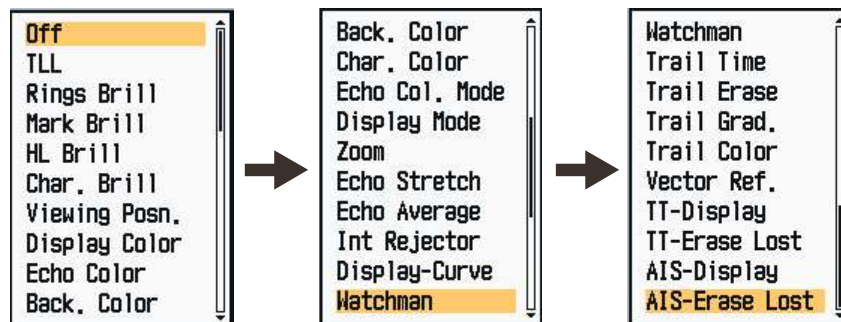 Off
TLL
Rings Brill
Mark Brill
HL Brill
Char. Brill
Viewing Posn.
Display Color
Echo Color
Back. Color
Back. Color
Char. Color
Echo Col. Mode
Display Mode
Zoom
Echo Stretch
Echo Average
Int Rejector
Display-Curve
Watchman
Watchman
Trail Time
Trail Erase
Trail Grad.
Trail Color
Vector Ref.
TT-Display
TT-Erase Lost
AIS-Display
AIS-Erase Lost